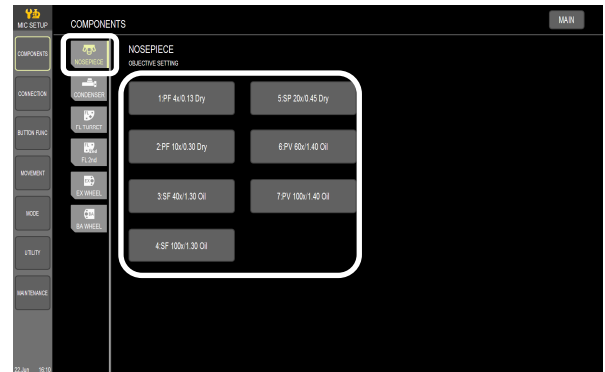 MIC SETUP
COMPONENTS
MAIN
COMPONENTS
CONNECTION
BUTTON FUNC
MOVEMENT
MODE
UTILITY
MAINTENANCE
22.Jun 16:10
NOSEPIECE
CONDENSER
FL TURRET
FL 2nd
EX WHEEL
BA WHEEL
NOSEPIECE
OBJECTIVE SETTING
1:PF 4x/0.13 Dry
5:SP 20x/0.45 Dry
2:PF 10x/0.30 Dry
6:PV 60x/1.40 Oil
3:SF 40x/1.30 Oil
7:PV 100x/1.40 Oil
4:SF 100x/1.30 Oil